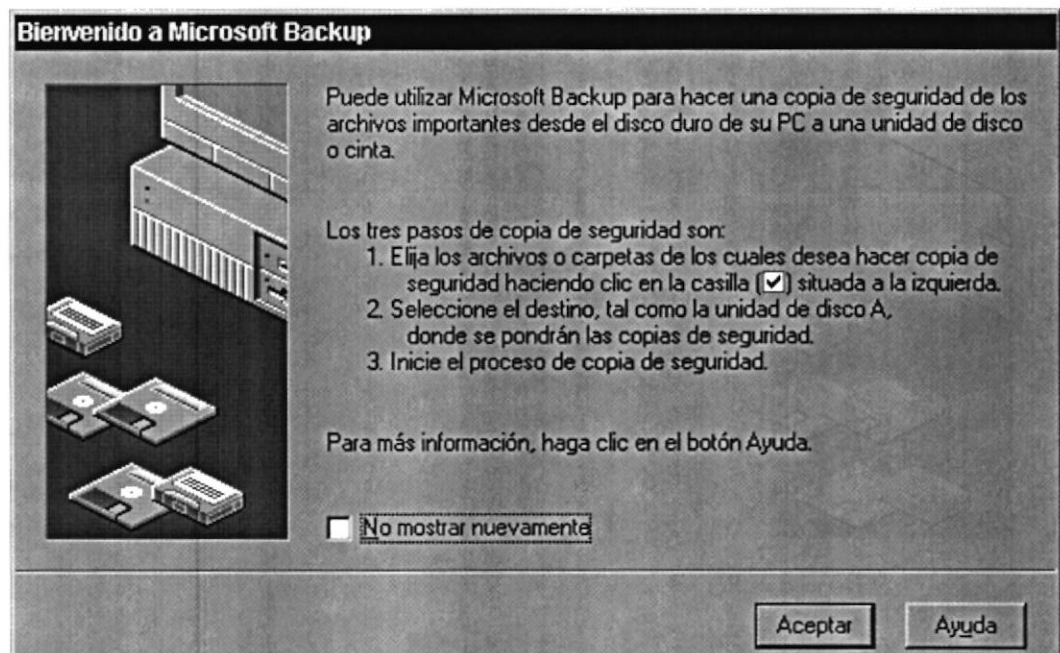 Bienvenido a Microsoft Backup
Puede utilizar Microsoft Backup para hacer una copia de seguridad de los
archivos importantes desde el disco duro de su PC a una unidad de disco
o cinta.
Los tres pasos de copia de seguridad son:
1. Elija los archivos o carpetas de los cuales desea hacer copia de
seguridad haciendo clic en la casilla (☑) situada a la izquierda.
2. Seleccione el destino, tal como la unidad de disco A,
donde se pondrán las copias de seguridad.
3. Inicie el proceso de copia de seguridad.
Para más información, haga clic en el botón Ayuda.
No mostrar nuevamente
Aceptar
Ayuda